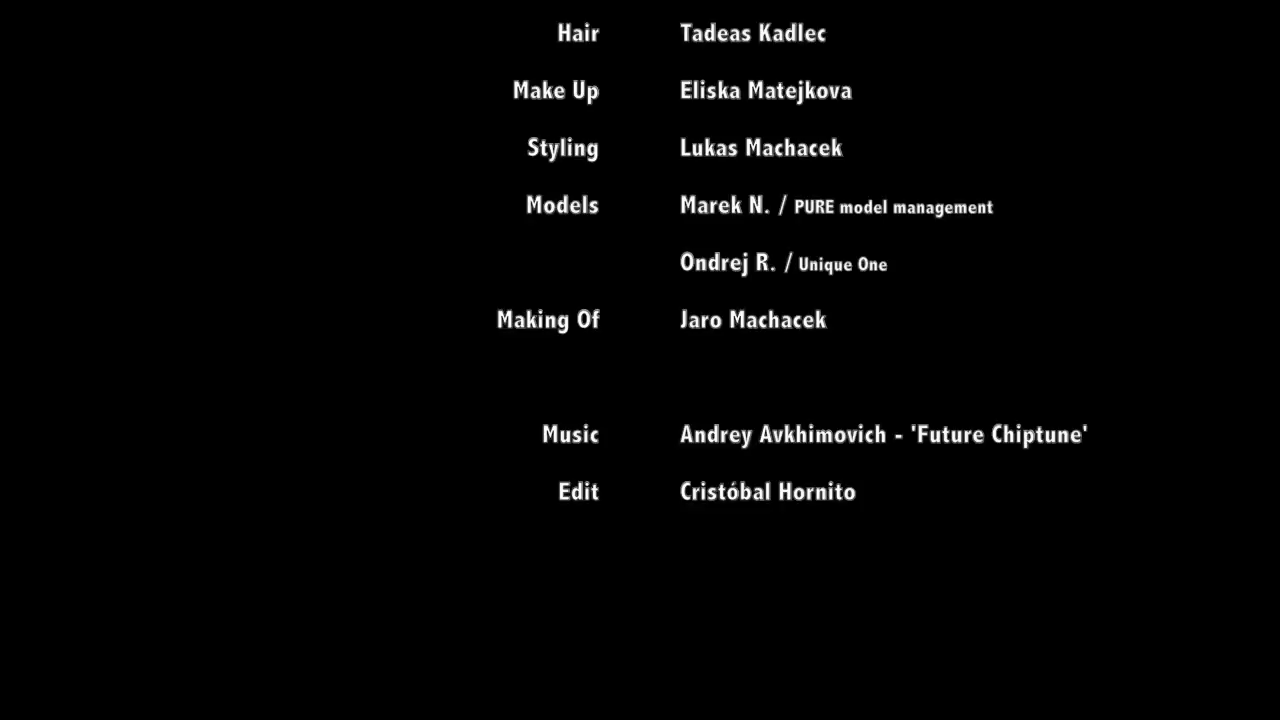 Hair Tadeas Kadlec
Make Up Eliska Matejkova
Styling Lukas Machacek
Models Marek N. / PURE model management
Ondrej R. / Unique One
Making Of Jaro Machacek
Music Andrey Avkhimovich - 'Future Chiptune'
Edit Cristóbal Hornito